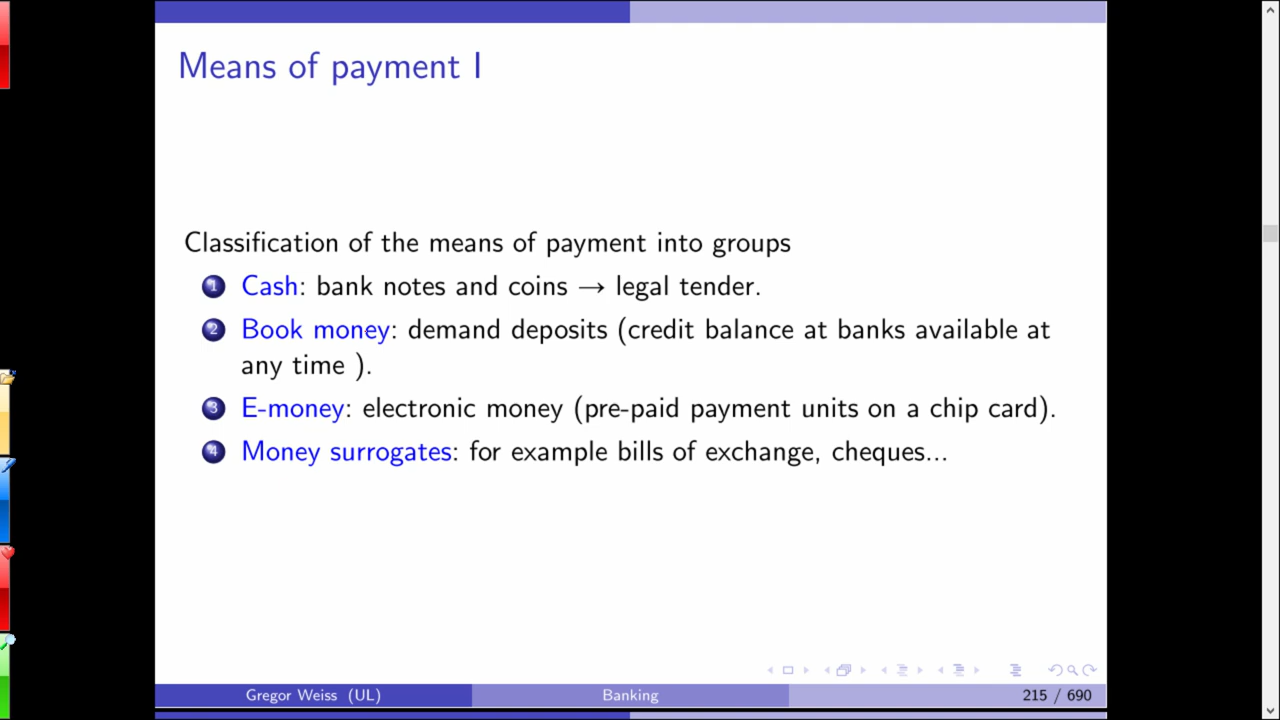 Means of payment I
Classification of the means of payment into groups
1 Cash: bank notes and coins → legal tender.
2 Book money: demand deposits (credit balance at banks available at
any time ).
3 E-money: electronic money (pre-paid payment units on a chip card).
4 Money surrogates: for example bills of exchange, cheques...
Gregor Weiss (UL) Banking 215 / 690